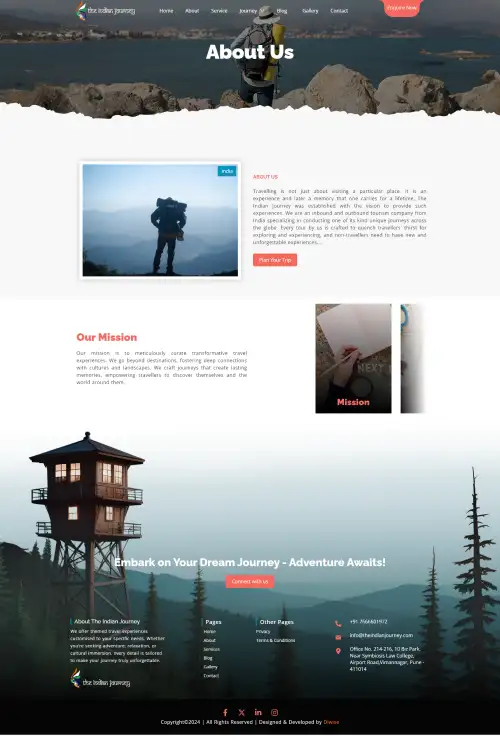 the indian journey
Home About Service Journey Blog Gallery Contact
Enquire Now
About Us
India
ABOUT US
Travelling is not just about visiting a particular place. It is an
experience and later a memory that one carries for a lifetime. The
Indian Journey was established with the vision to provide such
experiences. We are an inbound and outbound tourism company from
India specializing in conducting one of its kind unique journeys across
the globe. Every tour by us is crafted to quench travellers' thirst for
exploring and experiencing, and non-travellers need to have new and
unforgettable experiences....
Plan Your Trip
Our Mission
Our mission is to meticulously curate transformative travel
experiences. We go beyond destinations, fostering deep connections
with cultures and landscapes. We craft journeys that create lasting
memories, empowering travellers to discover themselves and the
world around them.
NEXT
Mission
Embark on Your Dream Journey - Adventure Awaits!
Connect with us
About The Indian Journey
We offer themed travel experiences
customised to your specific needs. Whether
you're seeking adventure, relaxation, or
cultural immersion, every detail is tailored
to make your journey truly unforgettable.
the indian journey
Pages
Home
About
Services
Blog
Gallery
Contact
Other Pages
Privacy
Terms & Conditions
+91 7666601972
info@theindianjourney.com
Office No. 214-216, 10 Biz Park,
Near Symbiosis Law College,
Airport Road,Vimannagar, Pune -
411014
Copyright©2024 | All Rights Reserved | Designed & Developed by Diwise